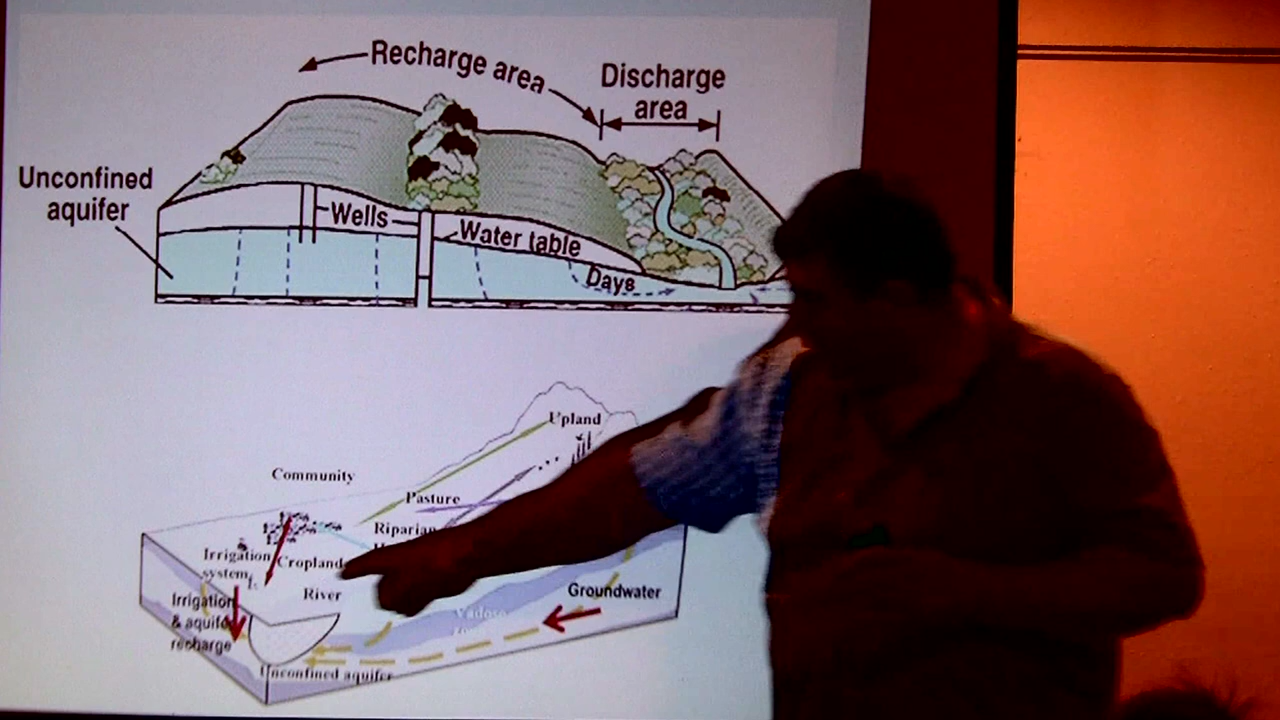 Recharge area
Discharge
area
Unconfined
aquifer
Wells
Water table
Days
Upland
Community
Pasture
Riparian
Irrigation
system
Cropland
River
Irrigation
& aquifer
recharge
Groundwater
Vadose
Unconfined aquifer